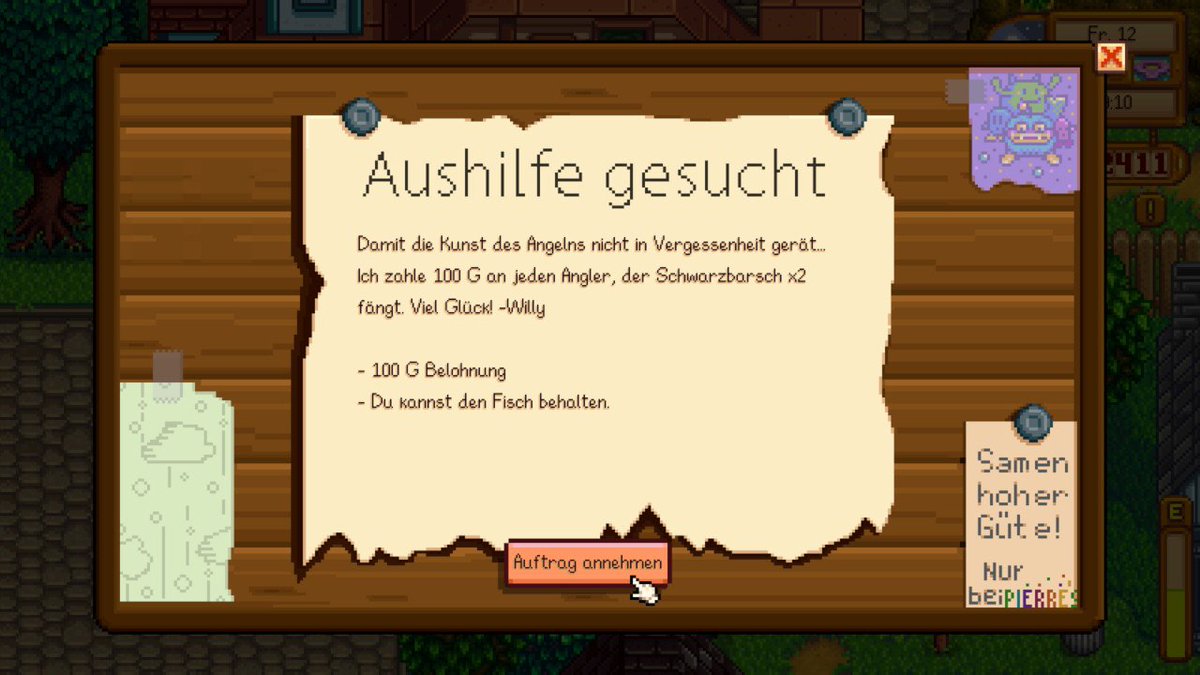 Fr. 12
:10
2411
Aushilfe gesucht
Damit die Kunst des Angelns nicht in Vergessenheit gerät...
Ich zahle 100 G an jeden Angler, der Schwarzbarsch x2
fängt. Viel Glück! -Willy
- 100 G Belohnung
- Du kannst den Fisch behalten.
Auftrag annehmen
Samen
hoher
Güte!
Nur
bei PIERRES
E